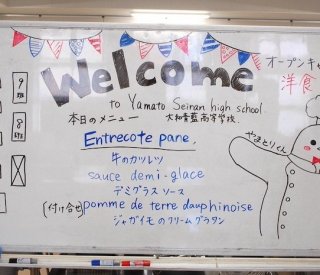 Welcome
オープンキャ
洋食
to Yamato Seiran high school
本日のメニュー 大和青藍高等学校.
Entrecote pane,
牛のカツレツ
sauce demi-glace
デミグラス ソース
(付け合せ) pomme de terre dauphinoise
ジャガイモのクリームグラタン
やまとりくん